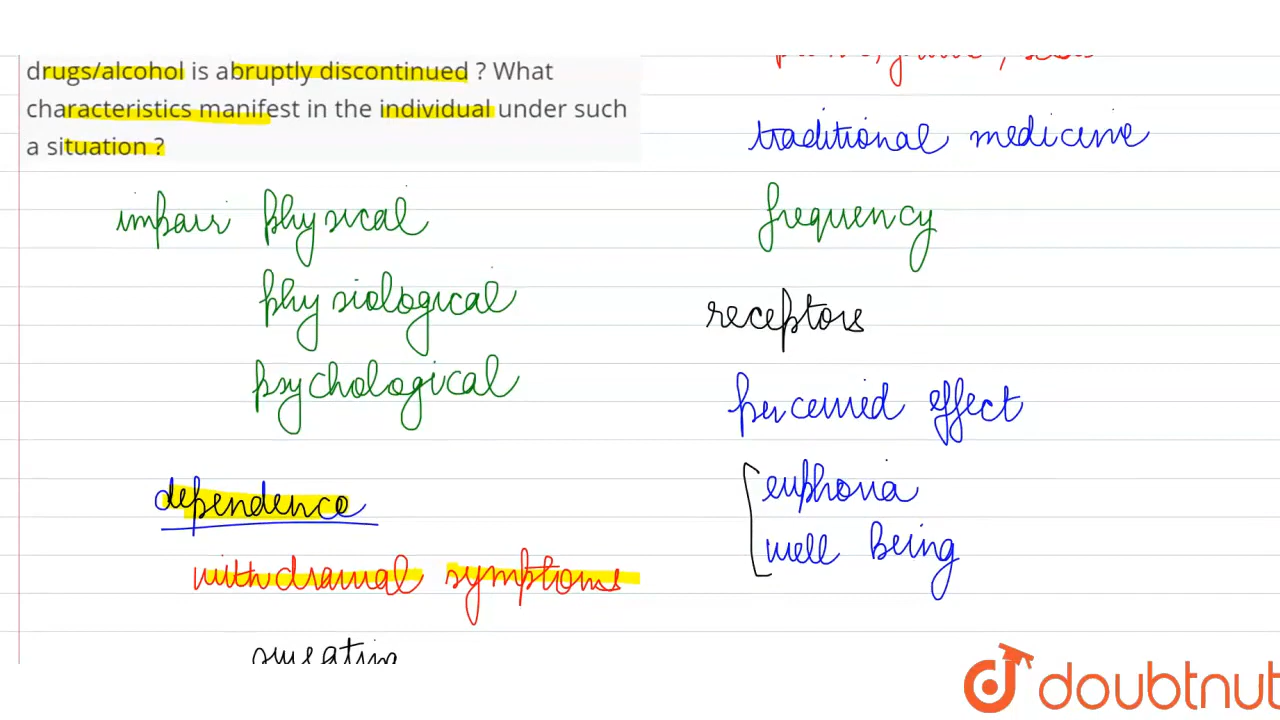 drugs/alcohol is abruptly discontinued ? What
characteristics manifest in the individual under such
a situation ?
impair physical
physiological
psychological
dependence
withdrawal symptoms
sweating
traditional medicine
frequency
receptors
perceived effect
euphoria
well being
doubtnut